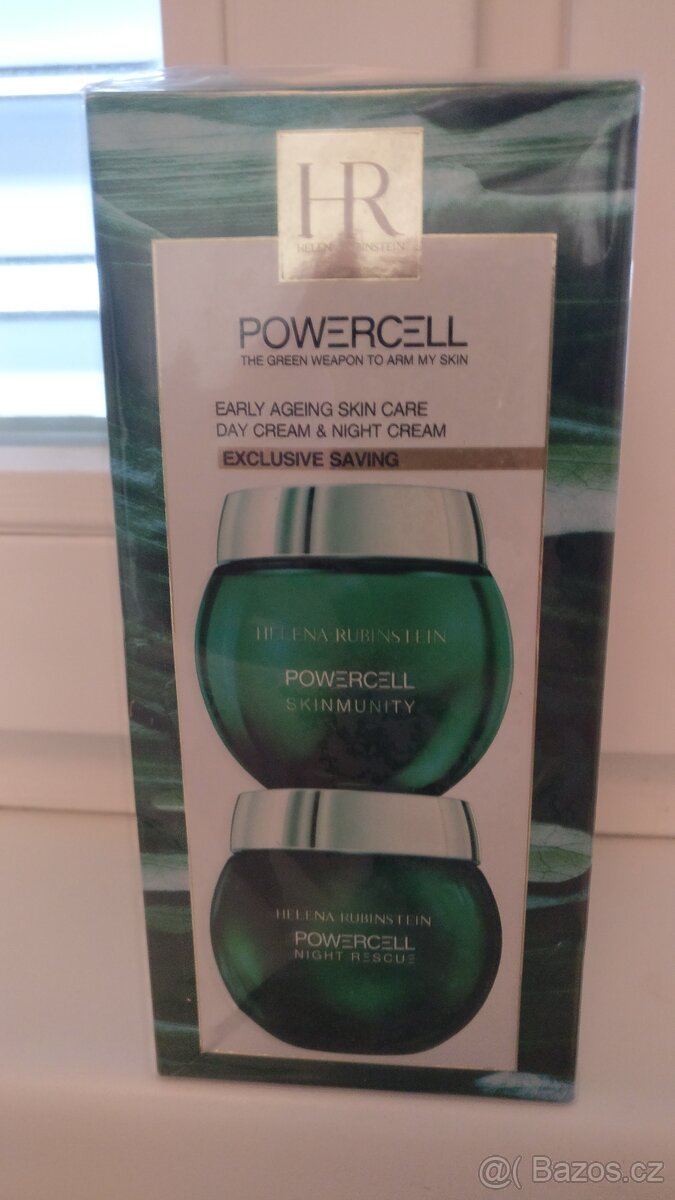 HR
HELENA RUBINSTEIN
POWERCELL
THE GREEN WEAPON TO ARM MY SKIN
EARLY AGEING SKIN CARE
DAY CREAM & NIGHT CREAM
EXCLUSIVE SAVING
HELENA RUBINSTEIN
POWERCELL
SKINMUNITY
HELENA RUBINSTEIN
POWERCELL
NIGHT RESCUE
@( Bazos.cz